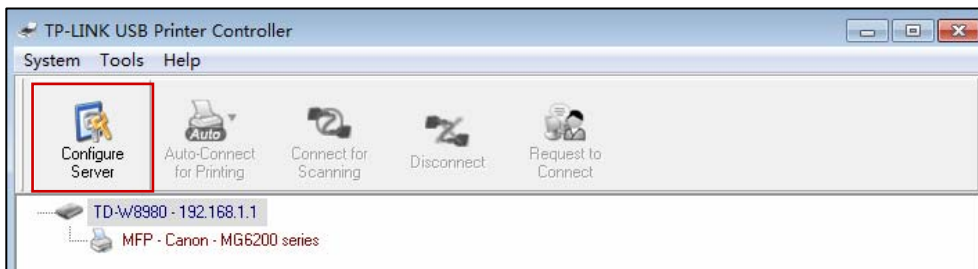 TP-LINK USB Printer Controller
System Tools Help
Configure Server
Auto
Auto-Connect for Printing
Connect for Scanning
Disconnect
Request to Connect
TD-W8980 - 192.168.1.1
MFP - Canon - MG6200 series